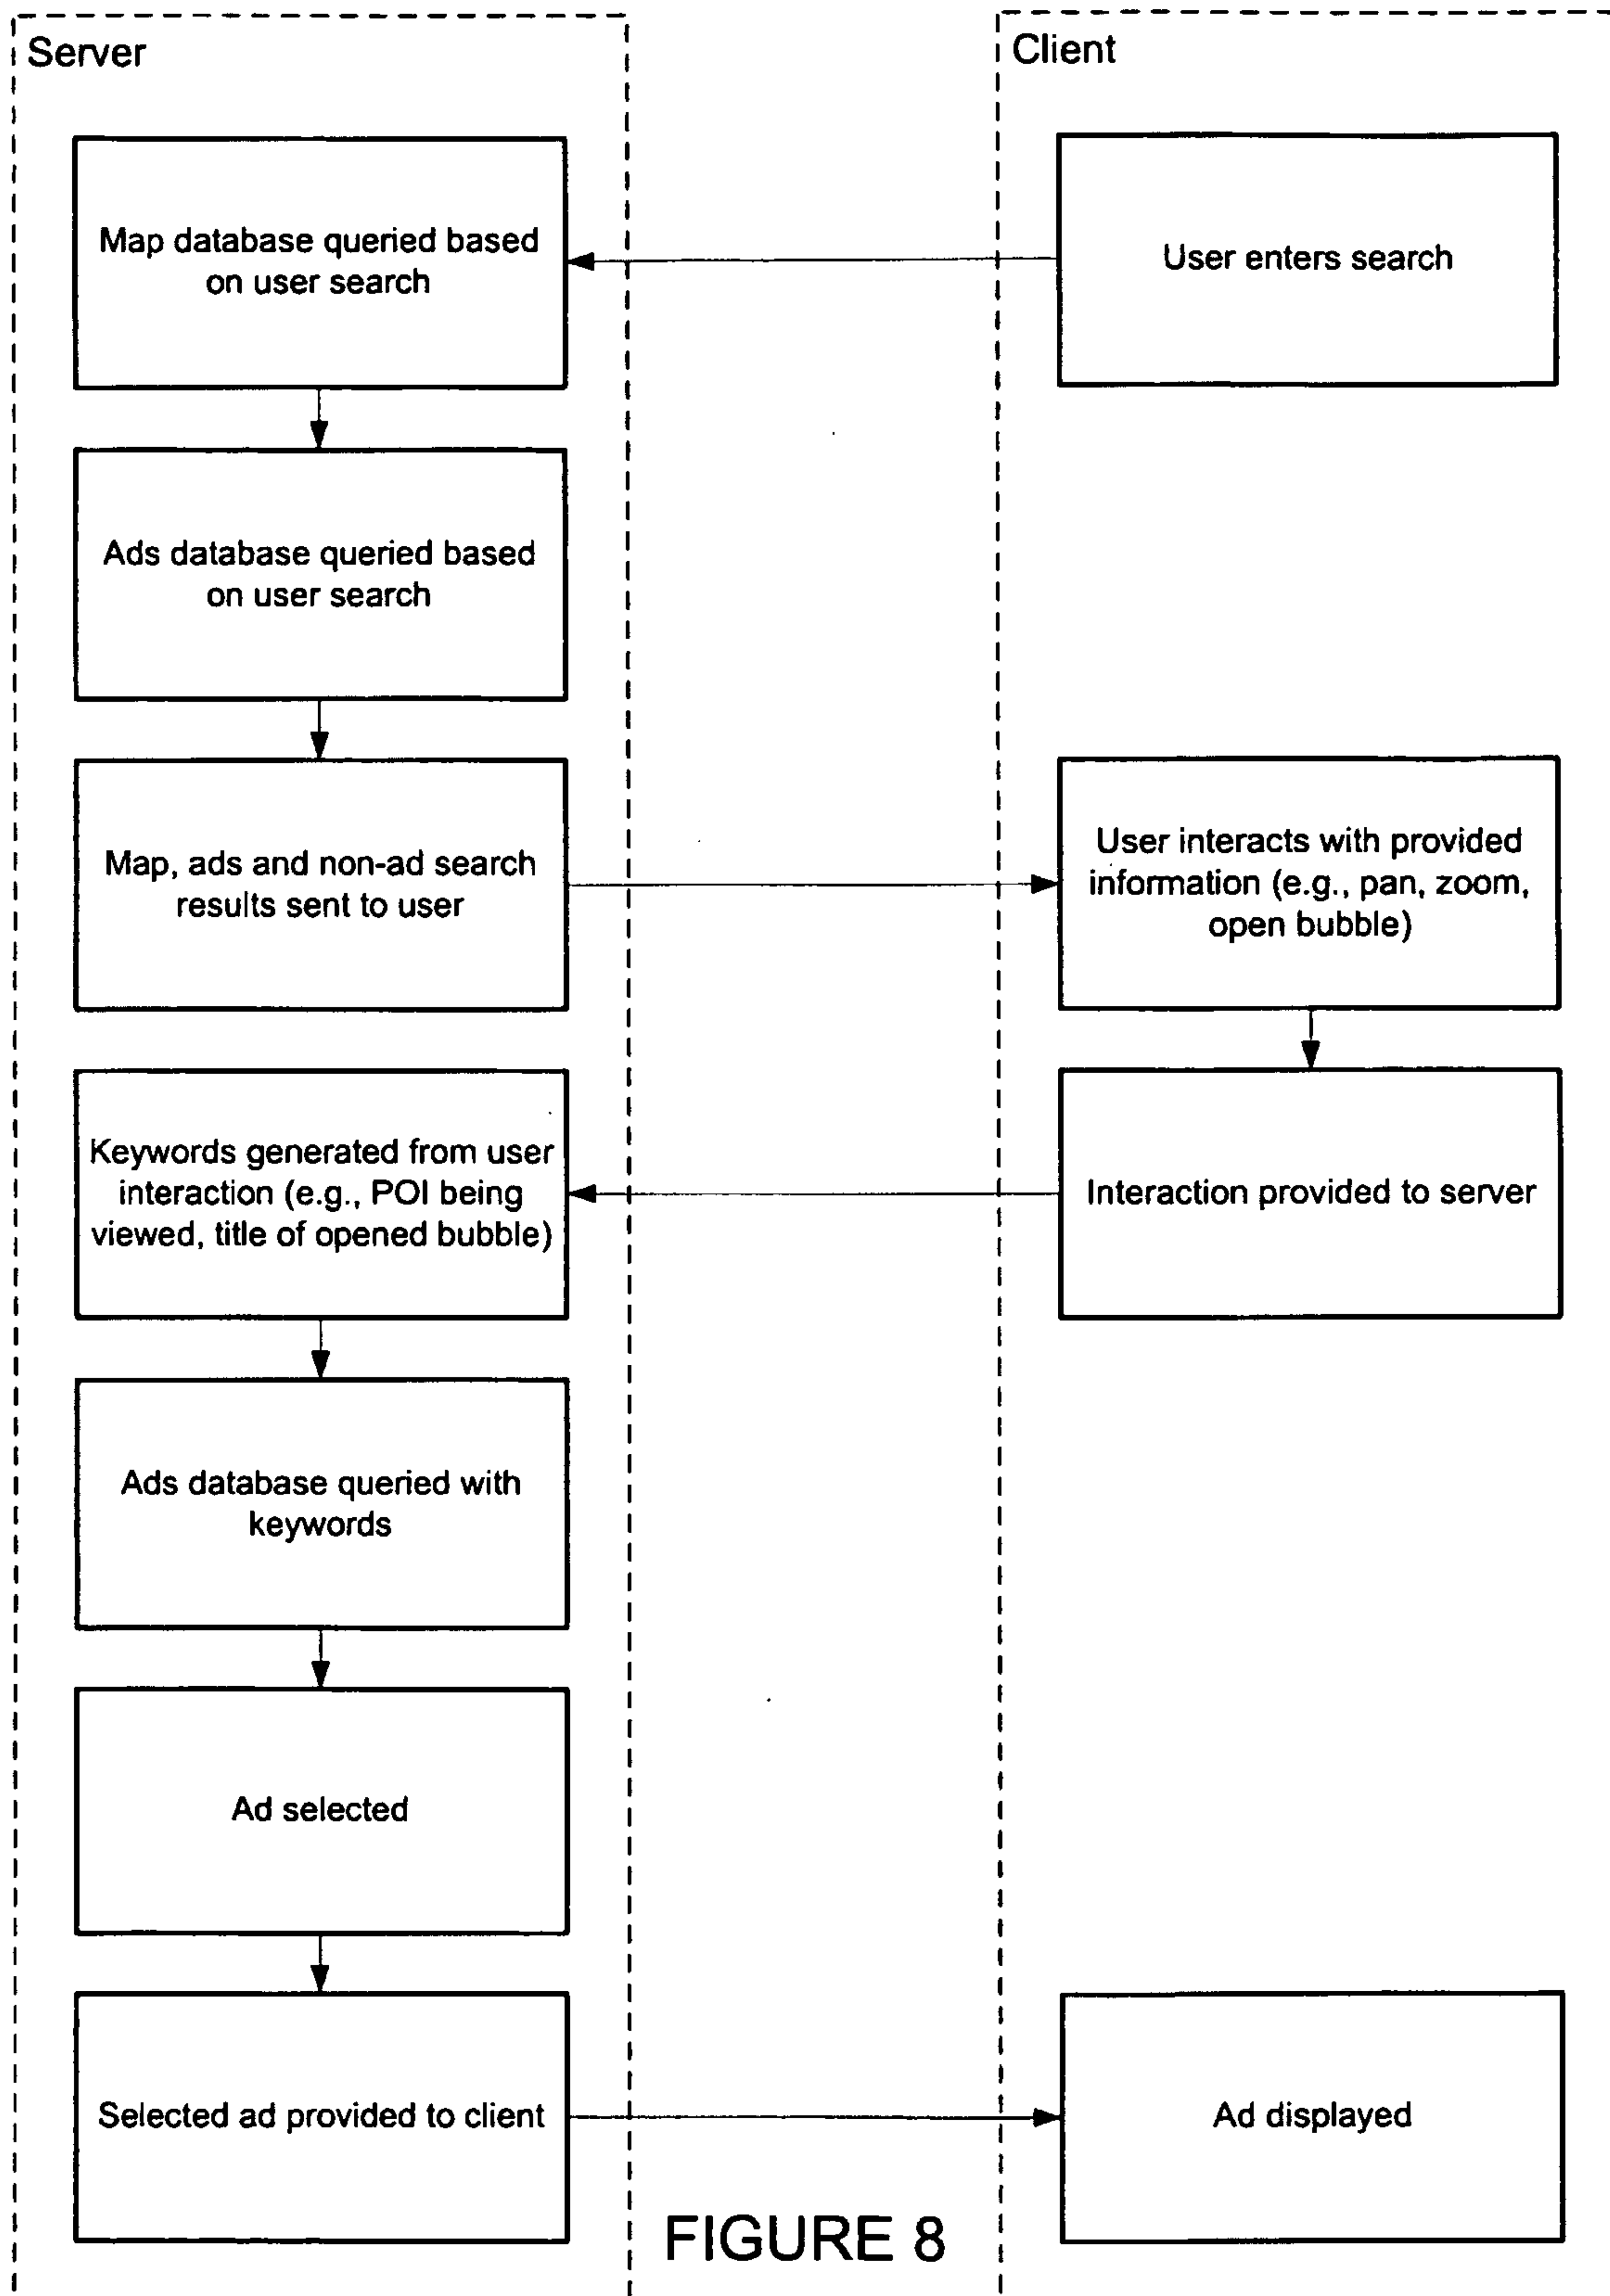 Server
Client
Map database queried based
on user search
User enters search
Ads database queried based
on user search
Map, ads and non-ad search
results sent to user
User interacts with provided
information (e.g., pan, zoom,
open bubble)
Keywords generated from user
interaction (e.g., POI being
viewed, title of opened bubble)
Interaction provided to server
Ads database queried with
keywords
Ad selected
Selected ad provided to client
Ad displayed
FIGURE 8